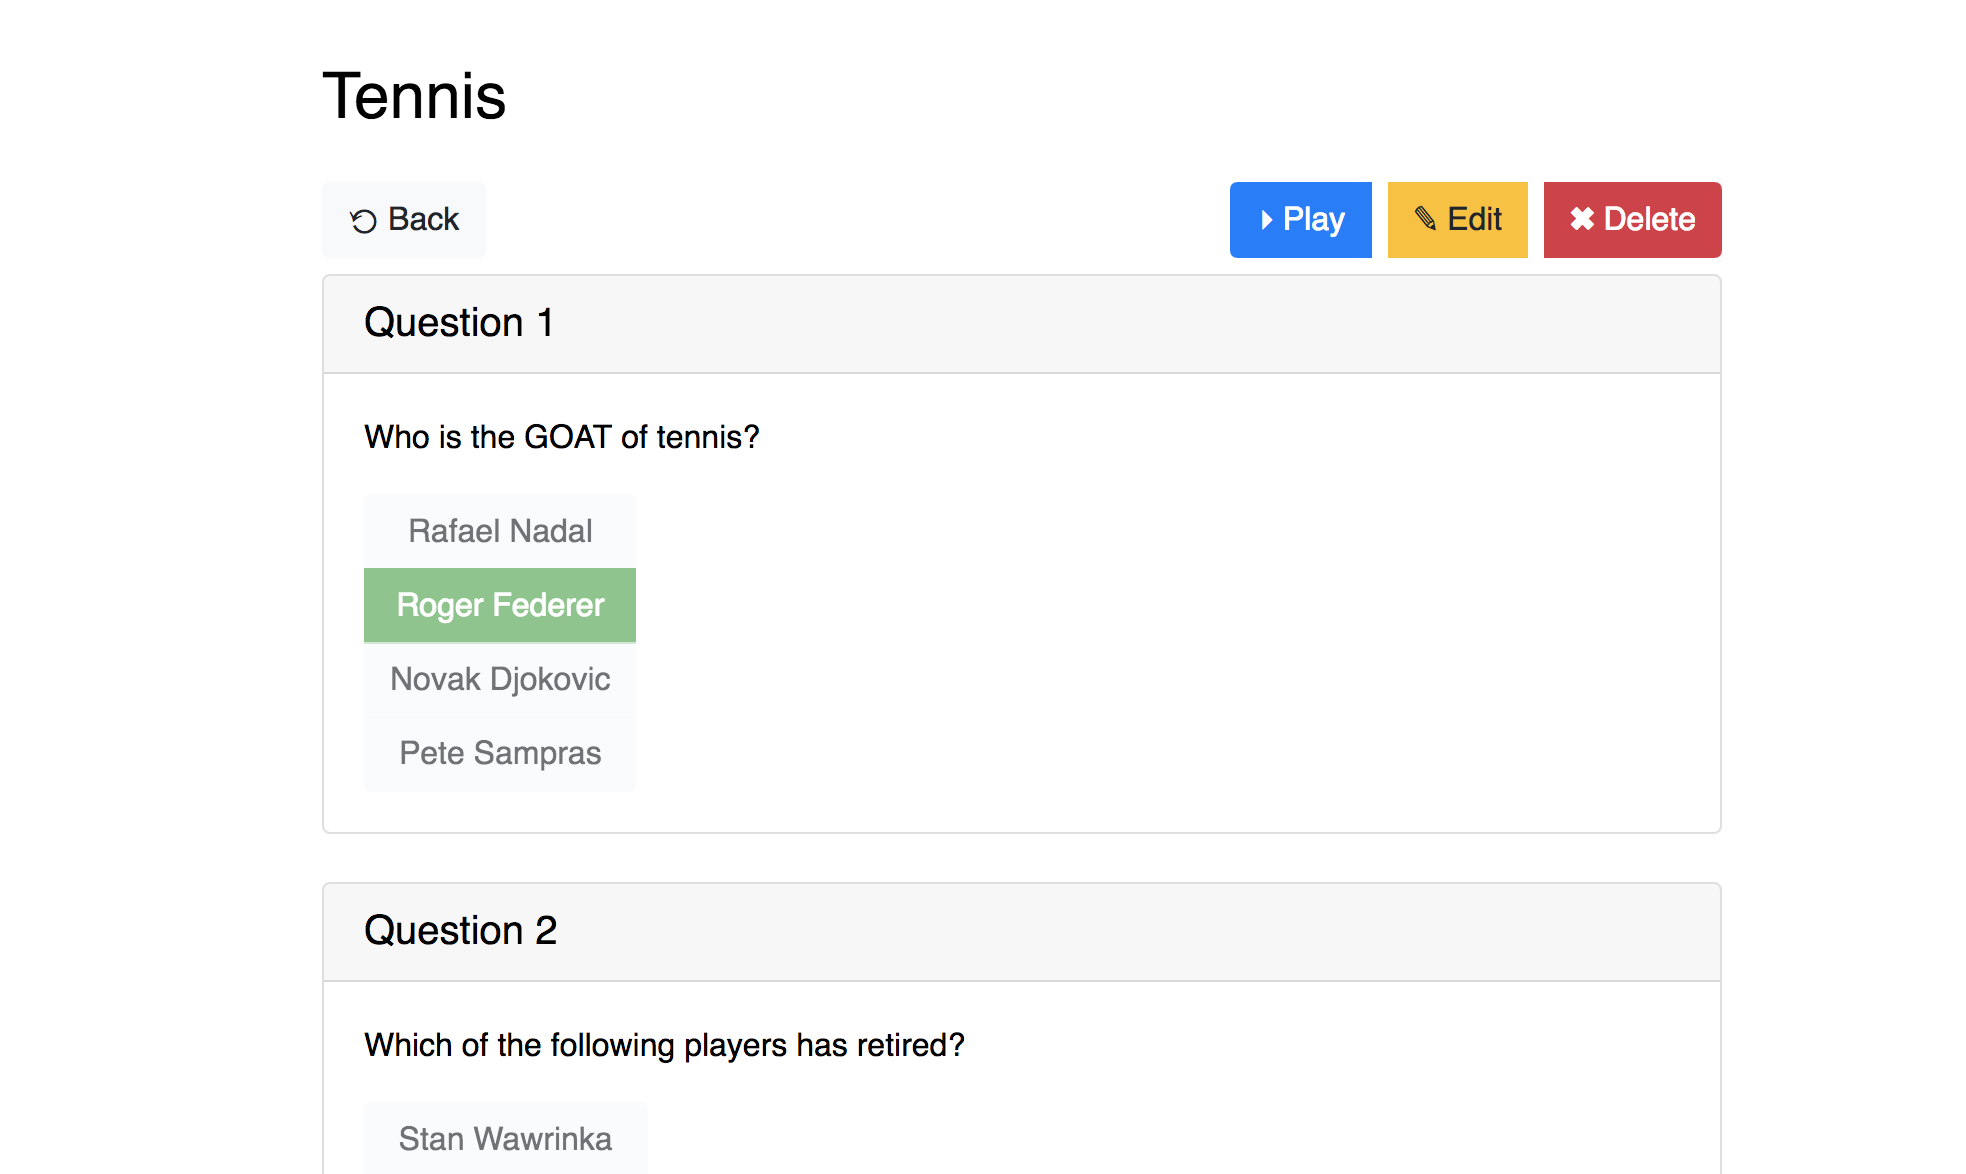 Tennis
Back
Play
Edit
Delete
Question 1
Who is the GOAT of tennis?
Rafael Nadal
Roger Federer
Novak Djokovic
Pete Sampras
Question 2
Which of the following players has retired?
Stan Wawrinka